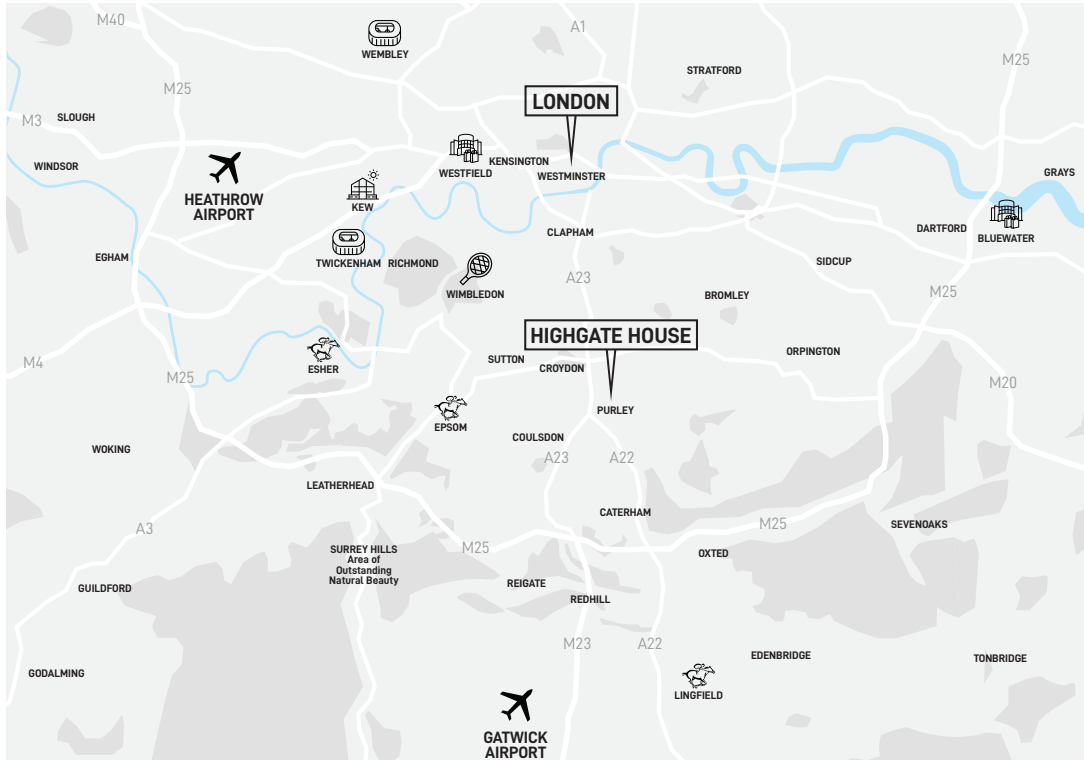 M40
A1
WEMBLEY
M25
STRATFORD
M25
LONDON
M3
SLOUGH
WINDSOR
HEATHROW
AIRPORT
WESTFIELD
KENSINGTON
WESTMINSTER
GRAYS
KEW
CLAPHAM
DARTFORD
BLUEWATER
EGHAM
TWICKENHAM
RICHMOND
SIDCUP
A23
WIMBLEDON
BROMLEY
M25
HIGHGATE HOUSE
M4
M25
ESHER
SUTTON
CROYDON
ORPINGTON
M20
EPSOM
PURLEY
WOKING
COULSDON
A23
A22
LEATHERHEAD
CATERHAM
A3
M25
M25
SEVENOAKS
SURREY HILLS
Area of
Outstanding
Natural Beauty
OXTED
GUILDFORD
REIGATE
REDHILL
M23
A22
EDENBRIDGE
TONBRIDGE
GODALMING
LINGFIELD
GATWICK
AIRPORT